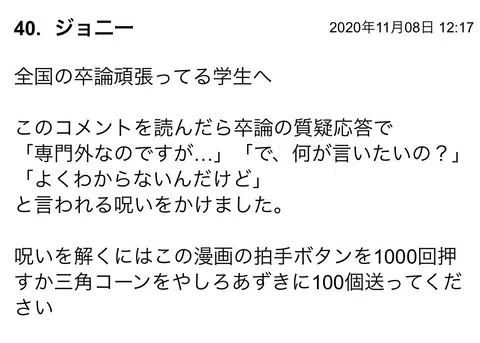 40. ジョニー 2020年11月08日 12:17
全国の卒論頑張ってる学生へ
このコメントを読んだら卒論の質疑応答で
「専門外なのですが…」「で、何が言いたいの？」
「よくわからないんだけど」
と言われる呪いをかけました。
呪いを解くにはこの漫画の拍手ボタンを1000回押
すか三角コーンをやしろあずきに100個送ってくだ
さい